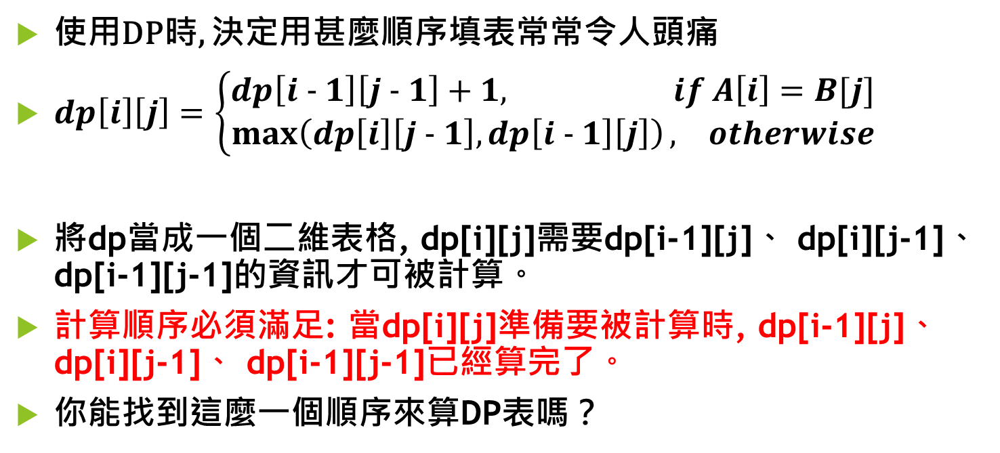 使用DP時, 決定用甚麼順序填表常常令人頭痛
dp[i][j] = { dp[i - 1][j - 1] + 1, if A[i] = B[j]
max(dp[i][j - 1], dp[i - 1][j]), otherwise
將dp當成一個二維表格, dp[i][j]需要dp[i-1][j]、 dp[i][j-1]、
dp[i-1][j-1]的資訊才可被計算。
計算順序必須滿足: 當dp[i][j]準備要被計算時, dp[i-1][j]、
dp[i][j-1]、 dp[i-1][j-1]已經算完了。
你能找到這麼一個順序來算DP表嗎？